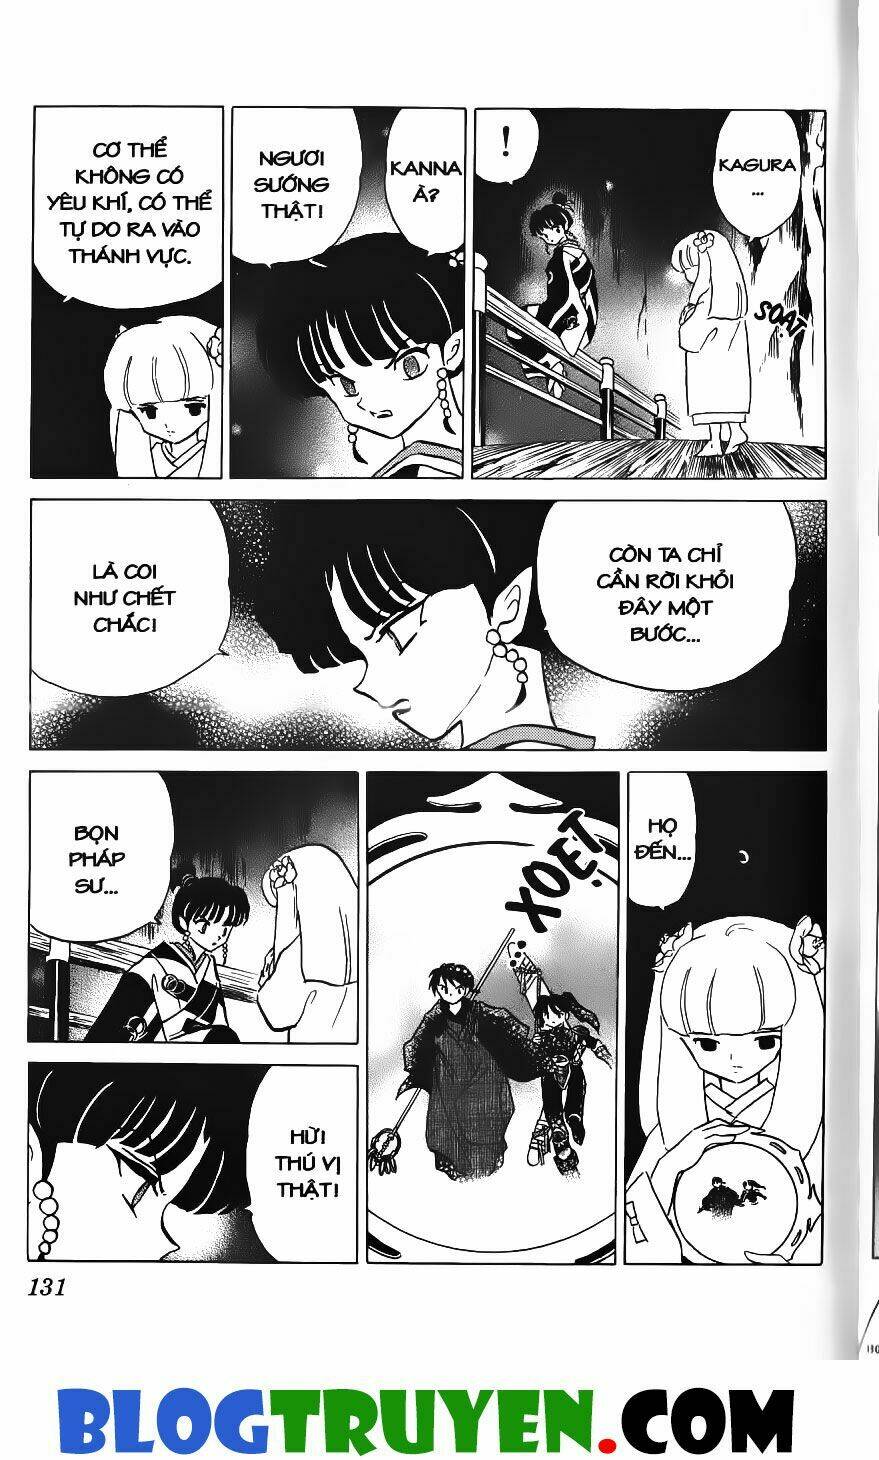 KAGURA
...
!
SOẠT
KANNA
À?
NGƯƠI
SƯỚNG
THẬT!
CƠ THỂ
KHÔNG CÓ
YÊU KHÍ, CÓ THỂ
TỰ DO RA VÀO
THÁNH VỰC.
CÒN TA CHỈ
CẦN RỜI KHỎI
ĐÂY MỘT
BƯỚC...
LÀ COI
NHƯ CHẾT
CHẮC!
HỌ
ĐẾN...
XOẸT
BỌN
PHÁP
SƯ...
HỪ!
THÚ VỊ
THẬT!
131
BLOGTRUYEN.COM